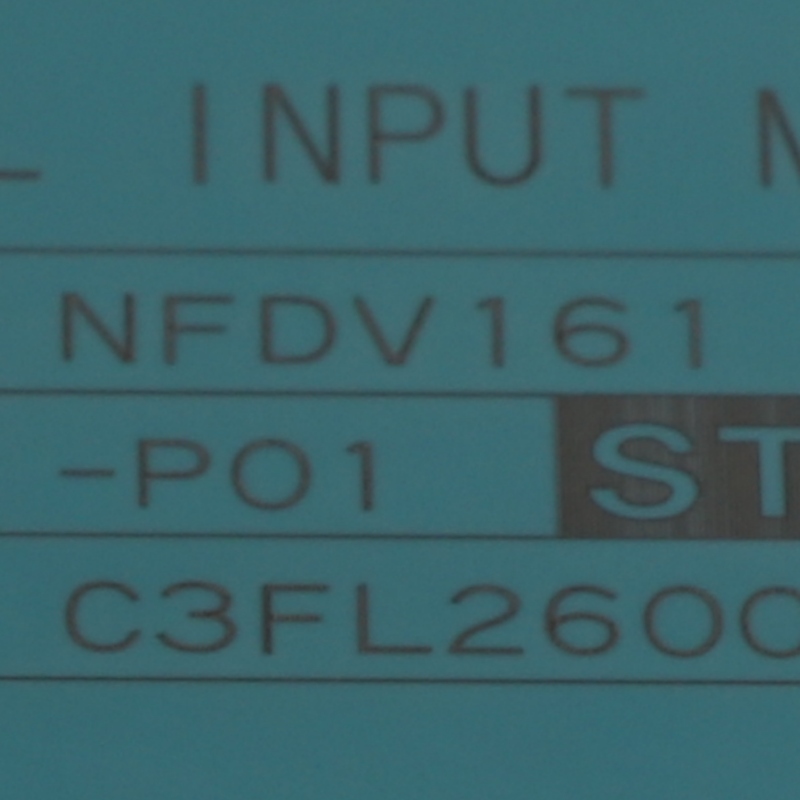 INPUT
NFDV161
-P01 ST
C3FL2600